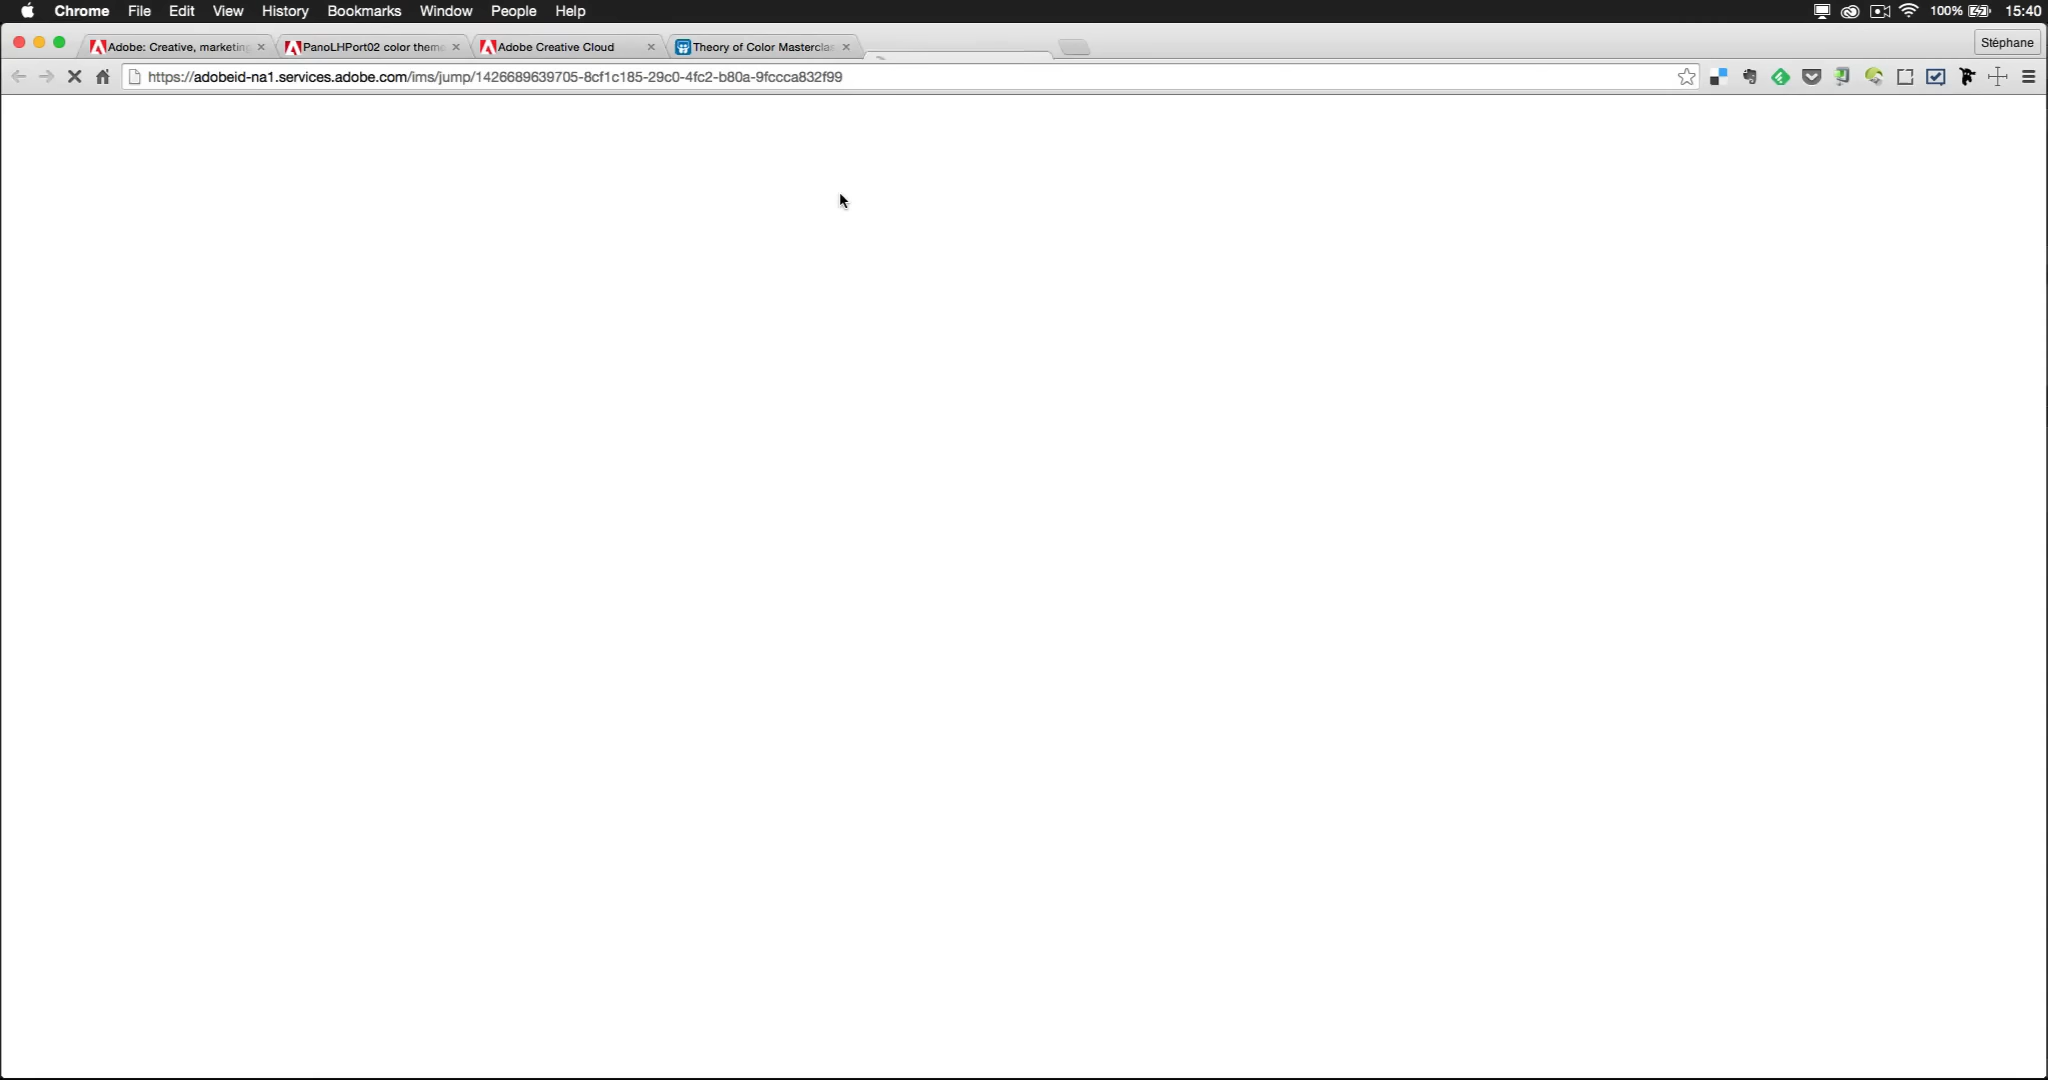 Chrome File Edit View History Bookmarks Window People Help 100% 15:40
Adobe: Creative, marketing PanoLHPort02 color them Adobe Creative Cloud Theory of Color Mastercla Stéphane
https://adobeid-na1.services.adobe.com/ims/jump/1426689639705-8cf1c185-29c0-4fc2-b80a-9fccca832f99